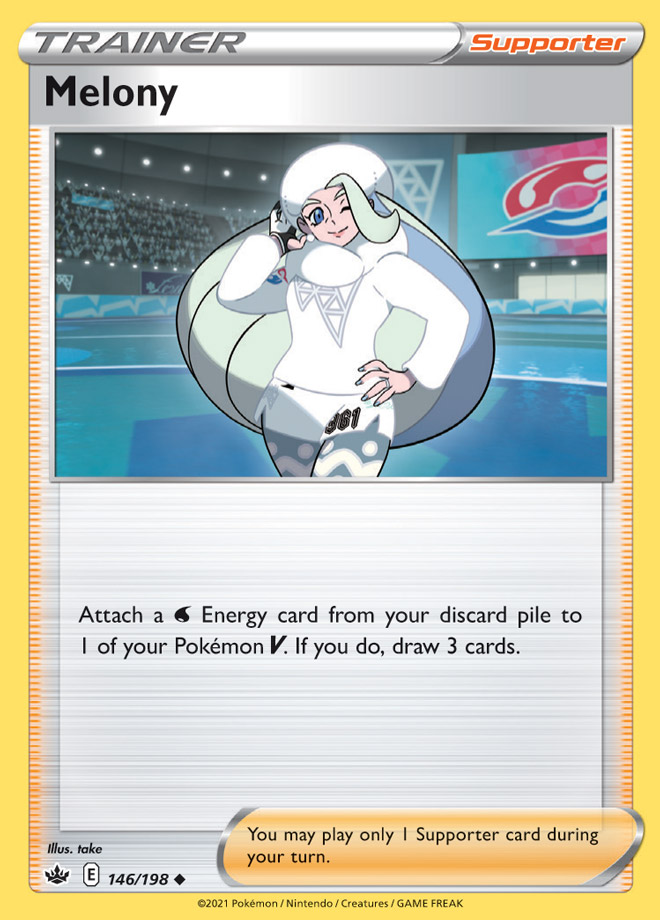 TRAINER
Supporter
Melony
961
Attach a Energy card from your discard pile to
1 of your Pokémon V. If you do, draw 3 cards.
You may play only 1 Supporter card during
your turn.
Illus. take
E 146/198
©2021 Pokémon / Nintendo / Creatures / GAME FREAK